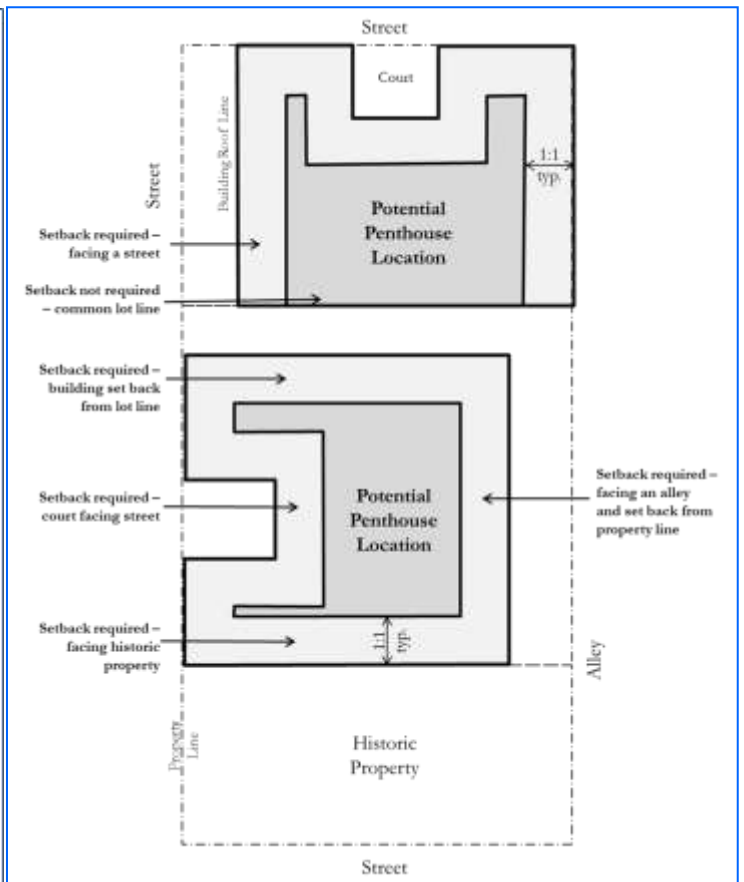 Street
Court
Building Roof Line
Street
1:1
typ.
Potential
Penthouse
Location
Setback required –
facing a street
Setback not required
– common lot line
Setback required –
building set back
from lot line
Setback required –
court facing street
Potential
Penthouse
Location
Setback required –
facing an alley
and set back from
property line
Setback required –
facing historic
property
1:1
typ.
Alley
Property
Line
Historic
Property
Street